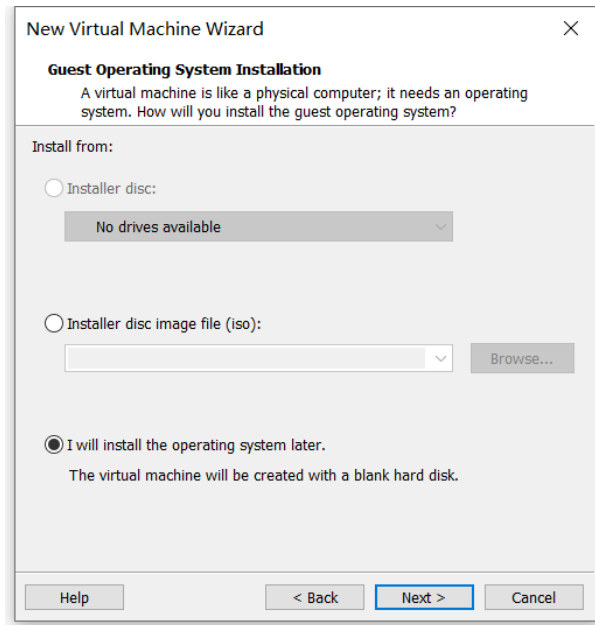 New Virtual Machine Wizard
Guest Operating System Installation
A virtual machine is like a physical computer; it needs an operating
system. How will you install the guest operating system?
Install from:
Installer disc:
No drives available
Installer disc image file (iso):
Browse...
I will install the operating system later.
The virtual machine will be created with a blank hard disk.
Help
< Back
Next >
Cancel